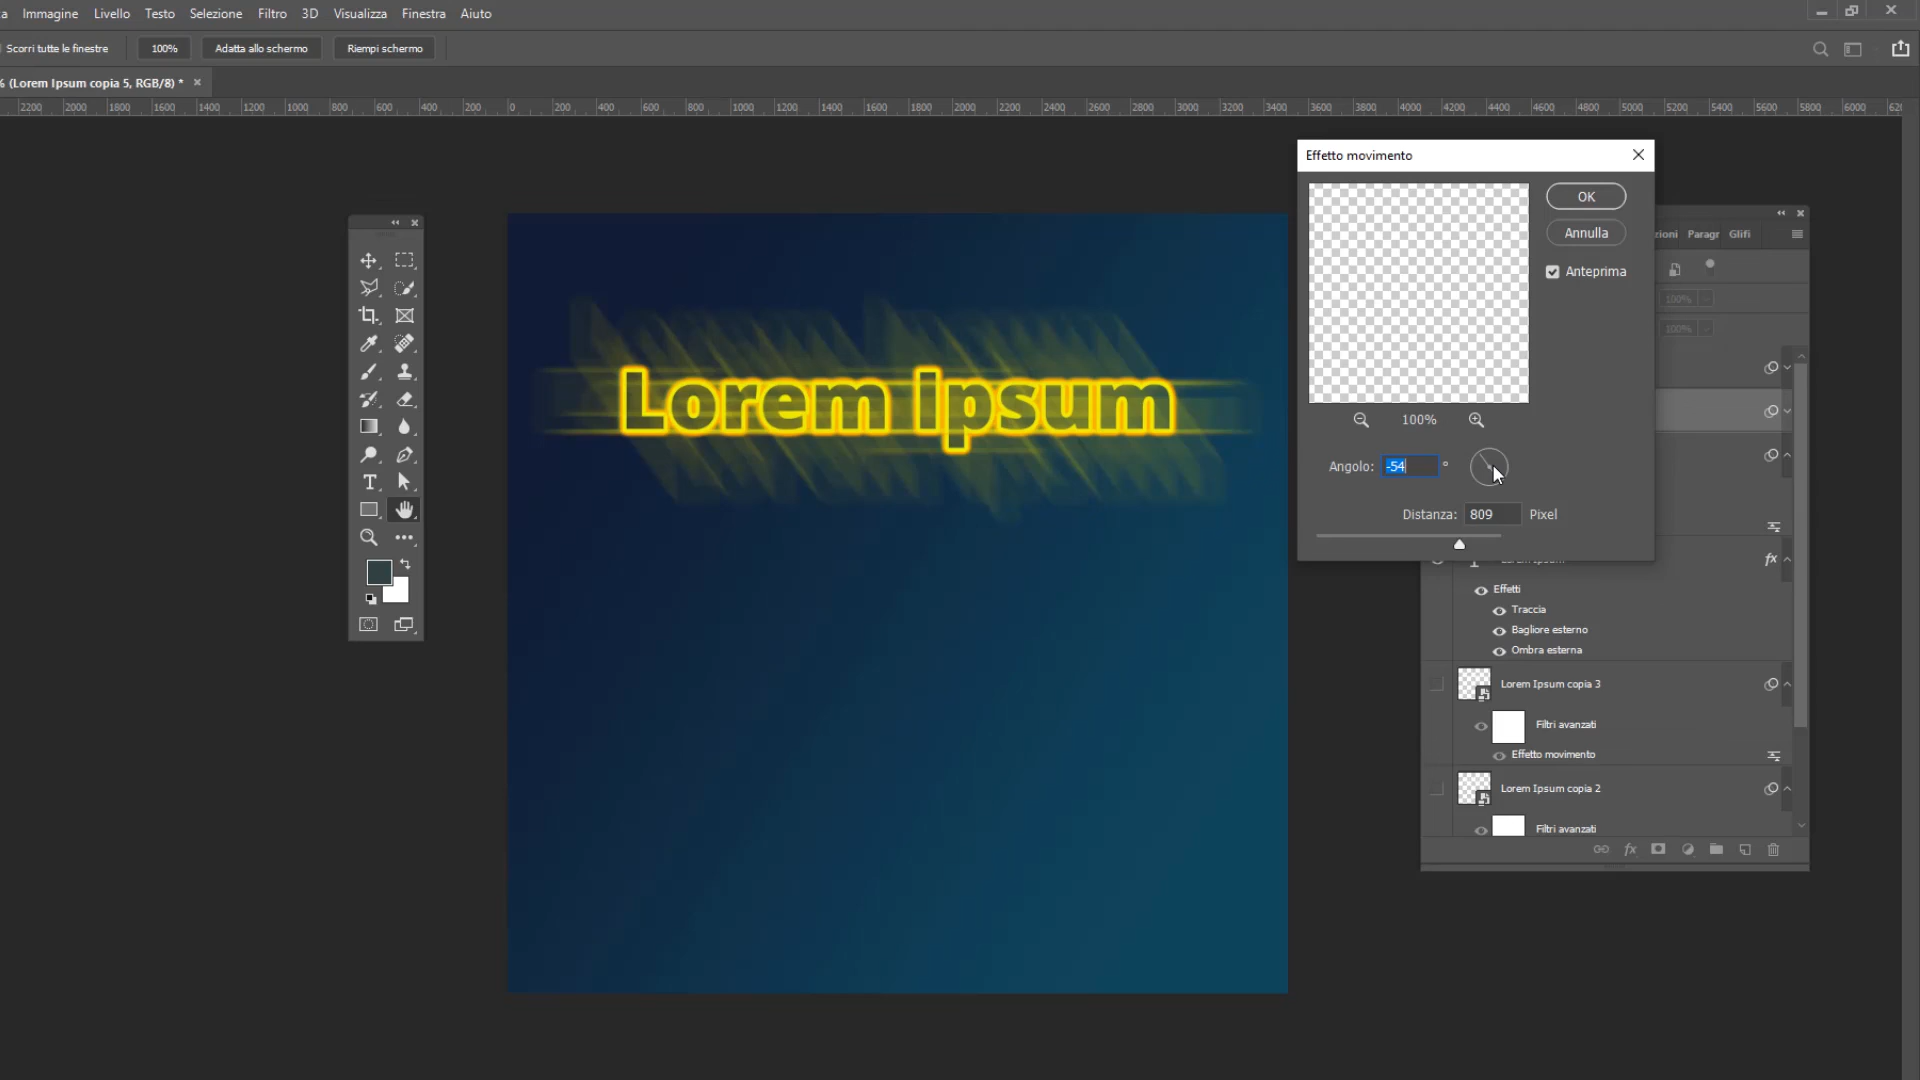 a Immagine Livello Testo Selezione Filtro 3D Visualizza Finestra Aiuto
Scorri tutte le finestre 100% Adatta allo schermo Riempi schermo
% (Lorem Ipsum copia 5, RGB/8) * ×
2200 2000 1800 1600 1400 1200 1000 800 600 400 200 0 200 400 600 800 1000 1200 1400 1600 1800 2000 2200 2400 2600 2800 3000 3200 3400 3600 3800 4000 4200 4400 4600 4800 5000 5200 5400 5600 5800 6000 620
Effetto movimento
OK
Annulla
Anteprima
100%
Angolo: -54 °
Distanza: 809 Pixel
Lorem Ipsum
zioni Paragr Glifi
100%
100%
Lorem Ipsum fx
Effetti
Traccia
Bagliore esterno
Ombra esterna
Lorem Ipsum copia 3
Filtri avanzati
Effetto movimento
Lorem Ipsum copia 2
Filtri avanzati
fx
T